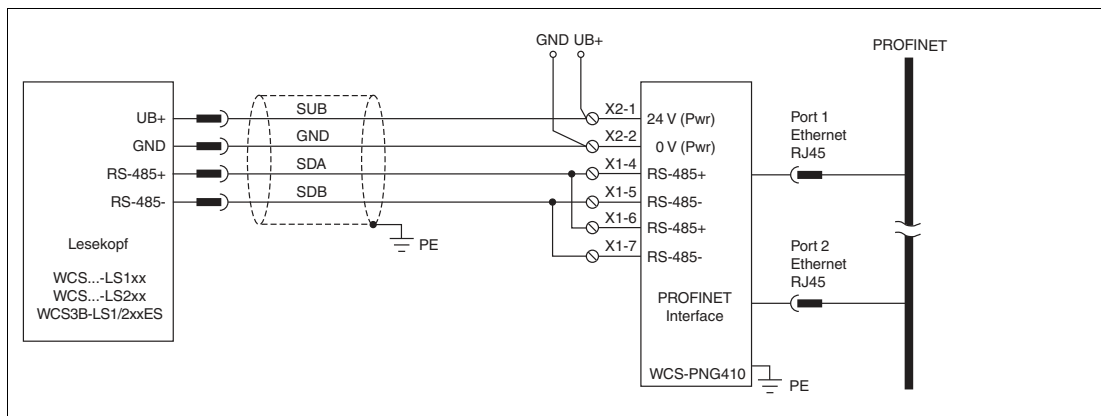 GND UB+
PROFINET
UB+
GND
RS-485+
RS-485-
Lesekopf
WCS...-LS1xx
WCS...-LS2xx
WCS3B-LS1/2xxES
SUB
GND
SDA
SDB
PE
X2-1
X2-2
X1-4
X1-5
X1-6
X1-7
24 V (Pwr)
0 V (Pwr)
RS-485+
RS-485-
RS-485+
RS-485-
PROFINET
Interface
WCS-PNG410
PE
Port 1
Ethernet
RJ45
Port 2
Ethernet
RJ45